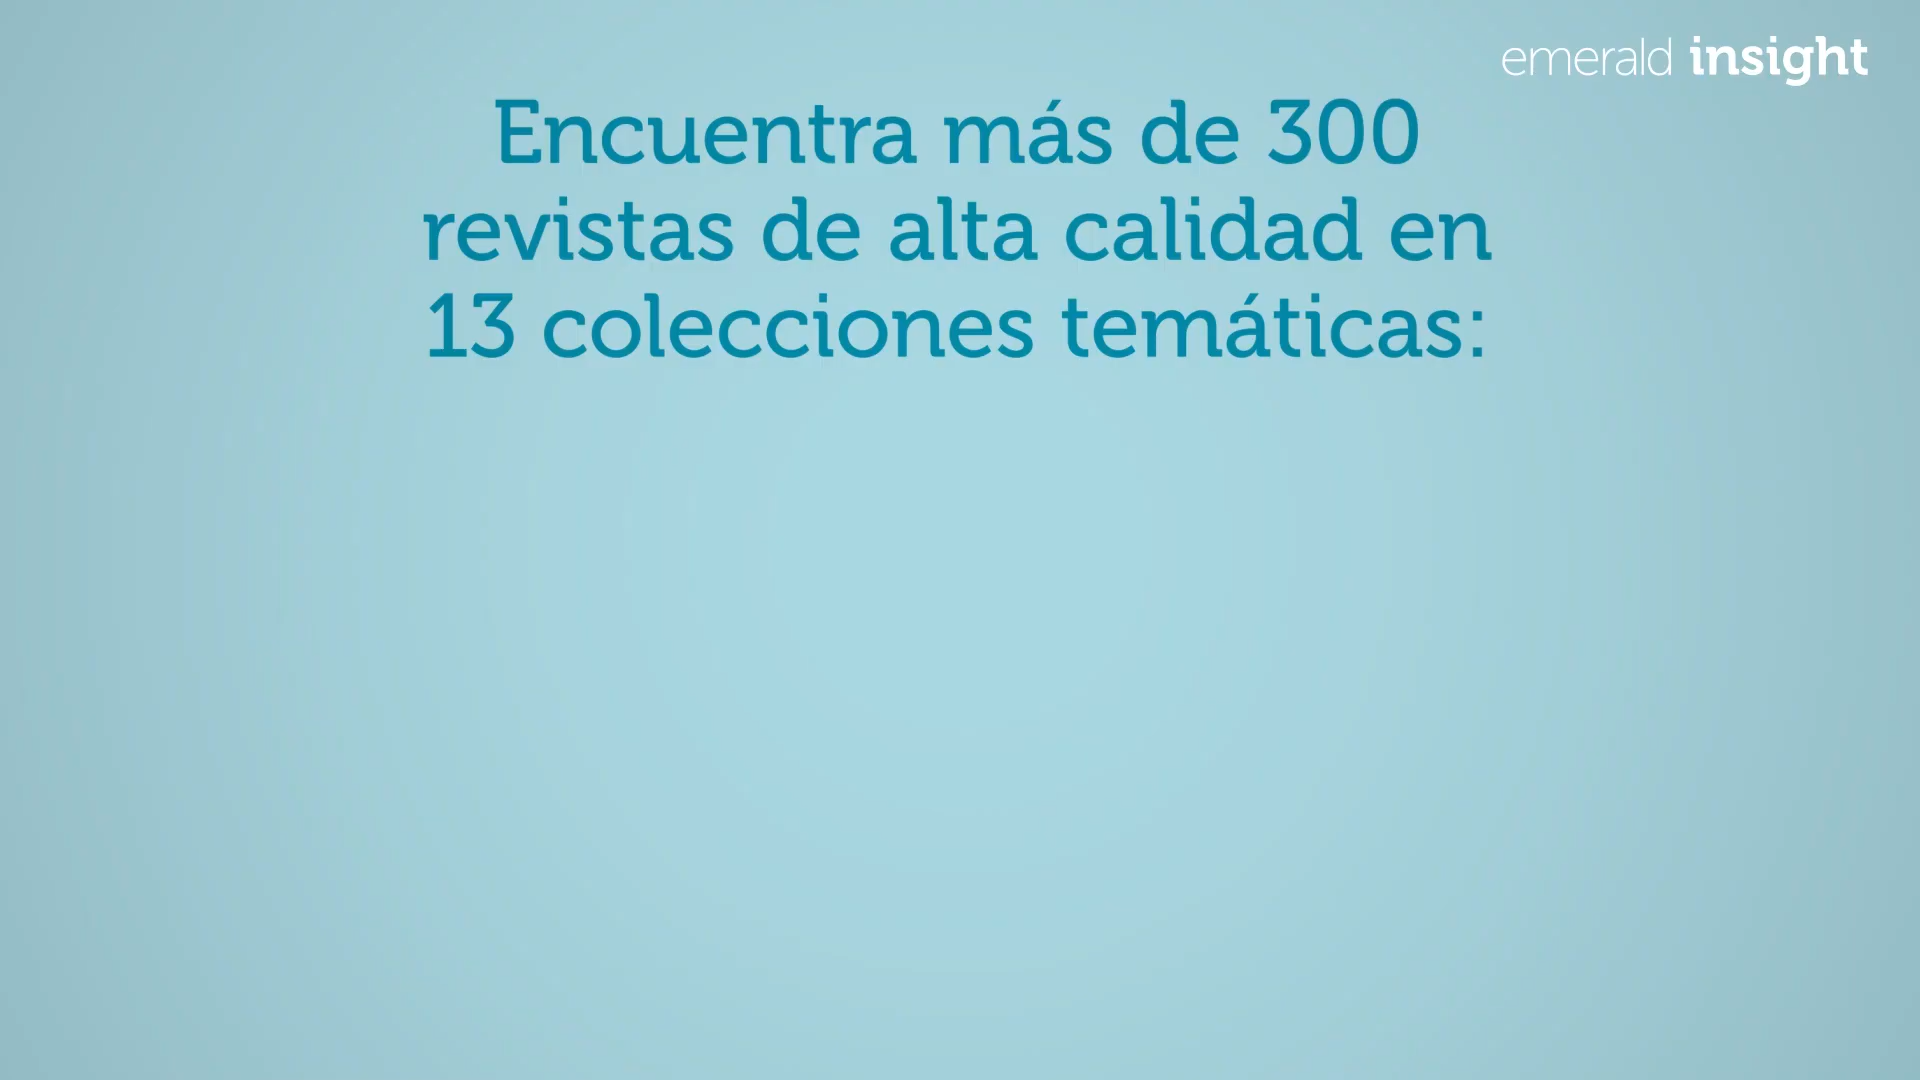 emerald insight
Encuentra más de 300
revistas de alta calidad en
13 colecciones temáticas: